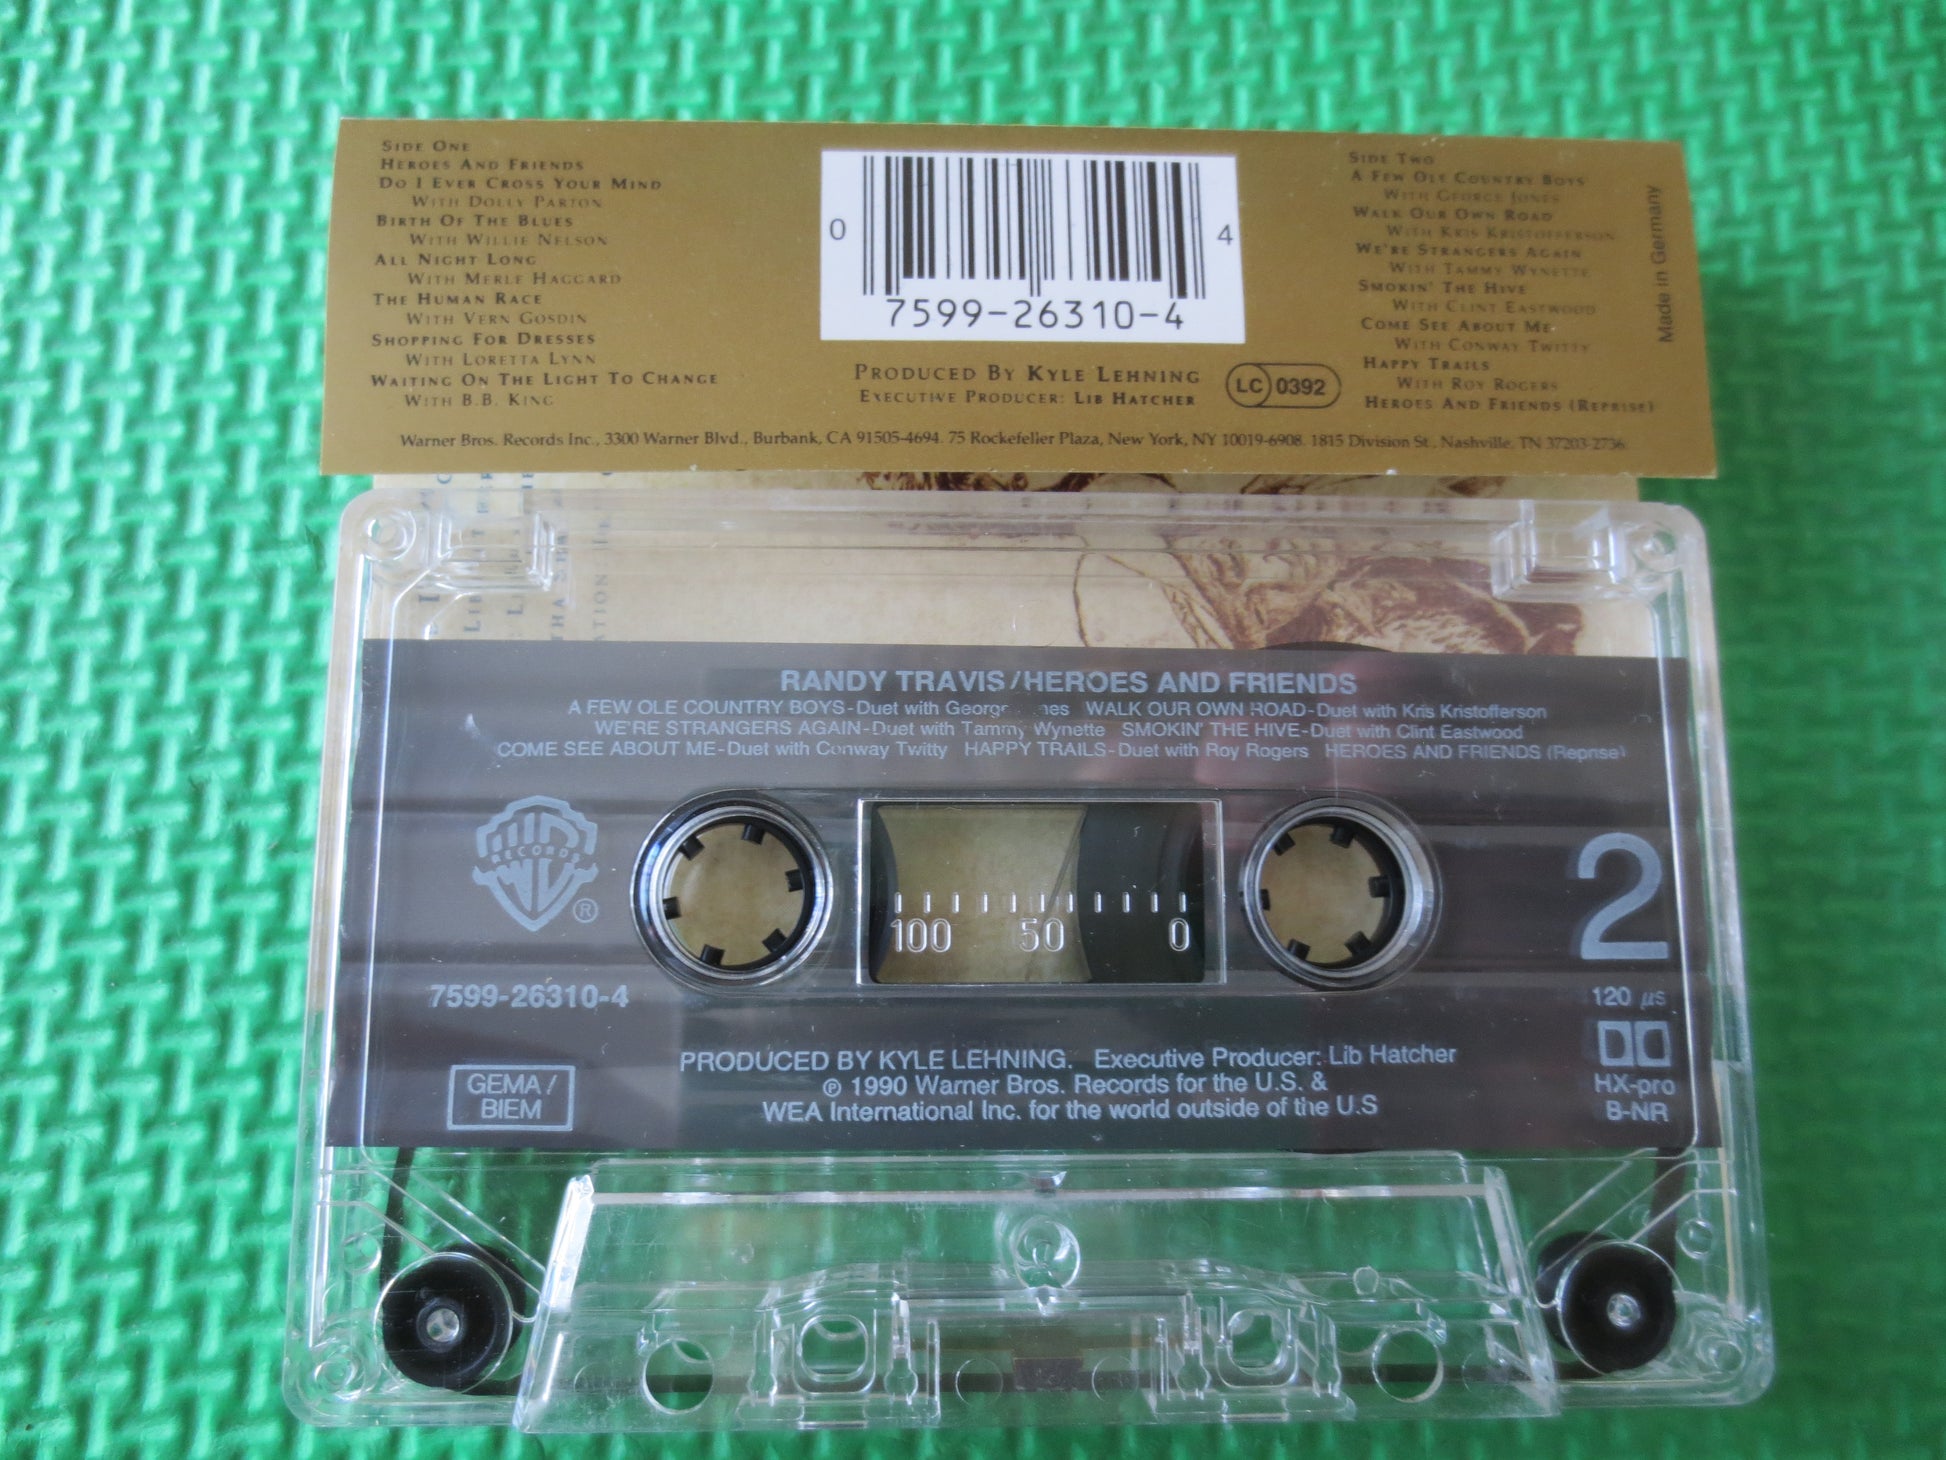 SIDE ONE
HEROES AND FRIENDS
DO I EVER CROSS YOUR MIND
WITH DOLLY PARTON
BIRTH OF THE BLUES
WITH WILLIE NELSON
ALL NIGHT LONG
WITH MERLE HAGGARD
THE HUMAN RACE
WITH VERN GOSDIN
SHOPPING FOR DRESSES
WITH LORETTA LYNN
WAITING ON THE LIGHT TO CHANGE
WITH B.B. KING
0
4
7599-26310-4
PRODUCED BY KYLE LEHNING
EXECUTIVE PRODUCER: LIB HATCHER
LC 0392
SIDE TWO
A FEW OLE COUNTRY BOYS
WITH GEORGE JONES
WALK OUR OWN ROAD
WITH KRIS KRISTOFFERSON
WE'RE STRANGERS AGAIN
WITH TAMMY WYNETTE
SMOKIN' THE HIVE
WITH CLINT EASTWOOD
COME SEE ABOUT ME
WITH CONWAY TWITTY
HAPPY TRAILS
WITH ROY ROGERS
HEROES AND FRIENDS (REPRISE)
Made in Germany
Warner Bros. Records Inc., 3300 Warner Blvd., Burbank, CA 91505-4694. 75 Rockefeller Plaza, New York, NY 10019-6908. 1815 Division St., Nashville, TN 37203-2736.
RANDY TRAVIS/HEROES AND FRIENDS
A FEW OLE COUNTRY BOYS-Duet with George Jones WALK OUR OWN ROAD-Duet with Kris Kristofferson
WE'RE STRANGERS AGAIN-Duet with Tammy Wynette SMOKIN' THE HIVE-Duet with Clint Eastwood
COME SEE ABOUT ME-Duet with Conway Twitty HAPPY TRAILS-Duet with Roy Rogers HEROES AND FRIENDS (Reprise)
RECORDS
®
100 50 0
2
7599-26310-4
120 µs
HX-pro
B-NR
GEMA/
BIEM
PRODUCED BY KYLE LEHNING. Executive Producer: Lib Hatcher
℗ 1990 Warner Bros. Records for the U.S. &
WEA International Inc. for the world outside of the U.S